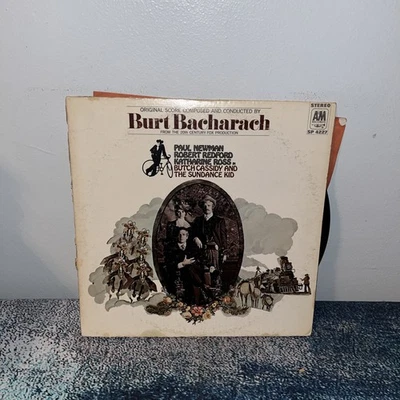 ORIGINAL SCORE COMPOSED AND CONDUCTED BY
Burt Bacharach
FROM THE 20th CENTURY-FOX PRODUCTION
PAUL NEWMAN
ROBERT REDFORD
KATHARINE ROSS
BUTCH CASSIDY AND
THE SUNDANCE KID
STEREO
A&M
SP 4227